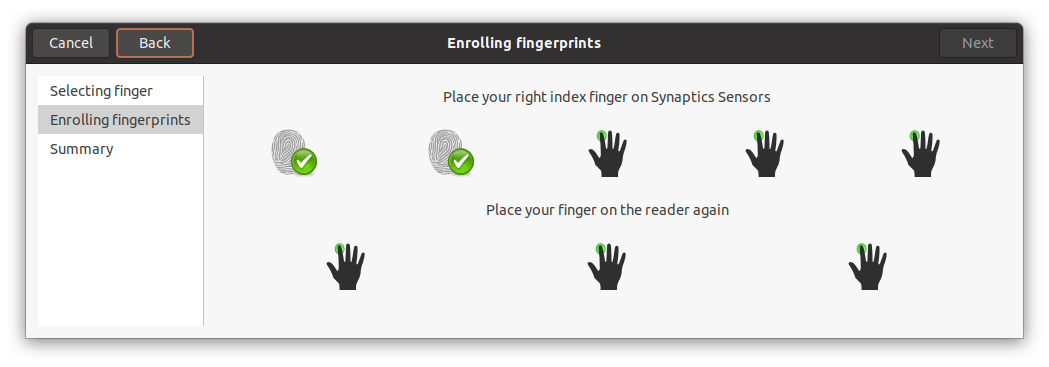 Cancel
Back
Enrolling fingerprints
Next
Selecting finger
Enrolling fingerprints
Summary
Place your right index finger on Synaptics Sensors
Place your finger on the reader again